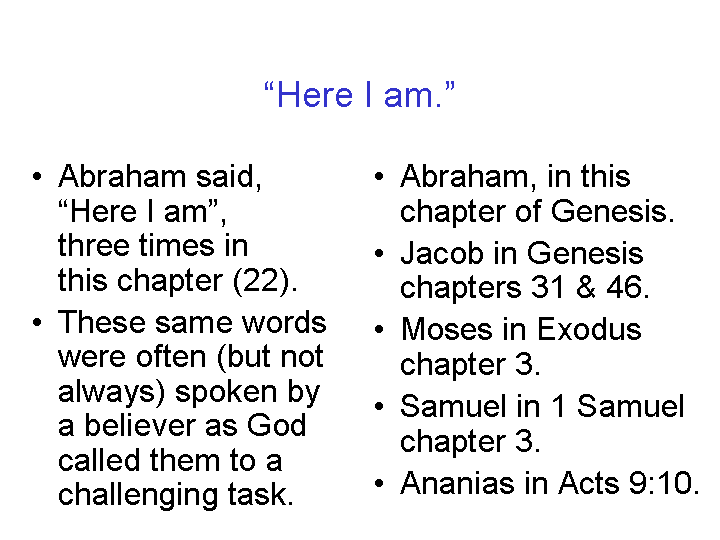 “Here I am.”
• Abraham said,
“Here I am”,
three times in
this chapter (22).
• These same words
were often (but not
always) spoken by
a believer as God
called them to a
challenging task.
• Abraham, in this
chapter of Genesis.
• Jacob in Genesis
chapters 31 & 46.
• Moses in Exodus
chapter 3.
• Samuel in 1 Samuel
chapter 3.
• Ananias in Acts 9:10.